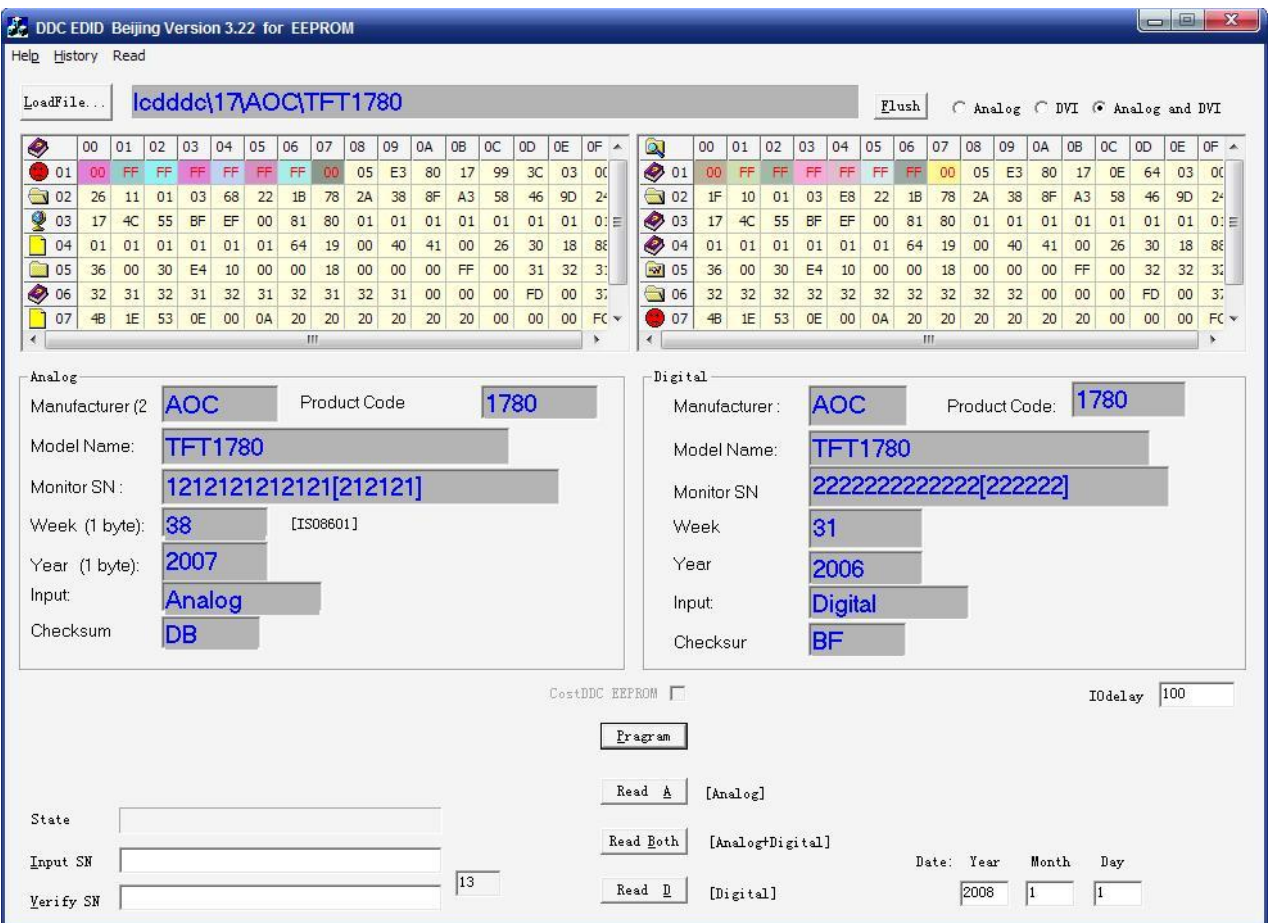 DDC EDID Beijing Version 3.22 for EEPROM
Help History Read
LoadFile... lcdddc\17\AOC\TFT1780 Flush Analog DVI Analog and DVI
00 01 02 03 04 05 06 07 08 09 0A 0B 0C 0D 0E 0F
01 00 FF FF FF FF FF FF 00 05 E3 80 17 99 3C 03
02 26 11 01 03 68 22 1B 78 2A 38 8F A3 58 46 9D
03 17 4C 55 BF EF 00 81 80 01 01 01 01 01 01 01
04 01 01 01 01 01 01 64 19 00 40 41 00 26 30 18
05 36 00 30 E4 10 00 00 18 00 00 00 FF 00 31 32
06 32 31 32 31 32 31 32 31 32 31 00 00 00 FD 00
07 4B 1E 53 0E 00 0A 20 20 20 20 20 20 00 00 00
00 01 02 03 04 05 06 07 08 09 0A 0B 0C 0D 0E 0F
01 00 FF FF FF FF FF FF 00 05 E3 80 17 0E 64 03
02 1F 10 01 03 E8 22 1B 78 2A 38 8F A3 58 46 9D
03 17 4C 55 BF EF 00 81 80 01 01 01 01 01 01 01
04 01 01 01 01 01 01 64 19 00 40 41 00 26 30 18
05 36 00 30 E4 10 00 00 18 00 00 00 FF 00 32 32
06 32 32 32 32 32 32 32 32 32 32 00 00 00 FD 00
07 4B 1E 53 0E 00 0A 20 20 20 20 20 20 00 00 00
Analog
Manufacturer (2 AOC Product Code 1780
Model Name: TFT1780
Monitor SN : 1212121212121[212121]
Week (1 byte): 38 [ISO8601]
Year (1 byte): 2007
Input: Analog
Checksum DB
Digital
Manufacturer : AOC Product Code: 1780
Model Name: TFT1780
Monitor SN 2222222222222[222222]
Week 31
Year 2006
Input: Digital
Checksur BF
CostDDC EEPROM IOdelay 100
Program
Read A [Analog]
State
Read Both [Analog+Digital]
Input SN
Date: Year Month Day
13
Read D [Digital] 2008 1 1
Verify SN